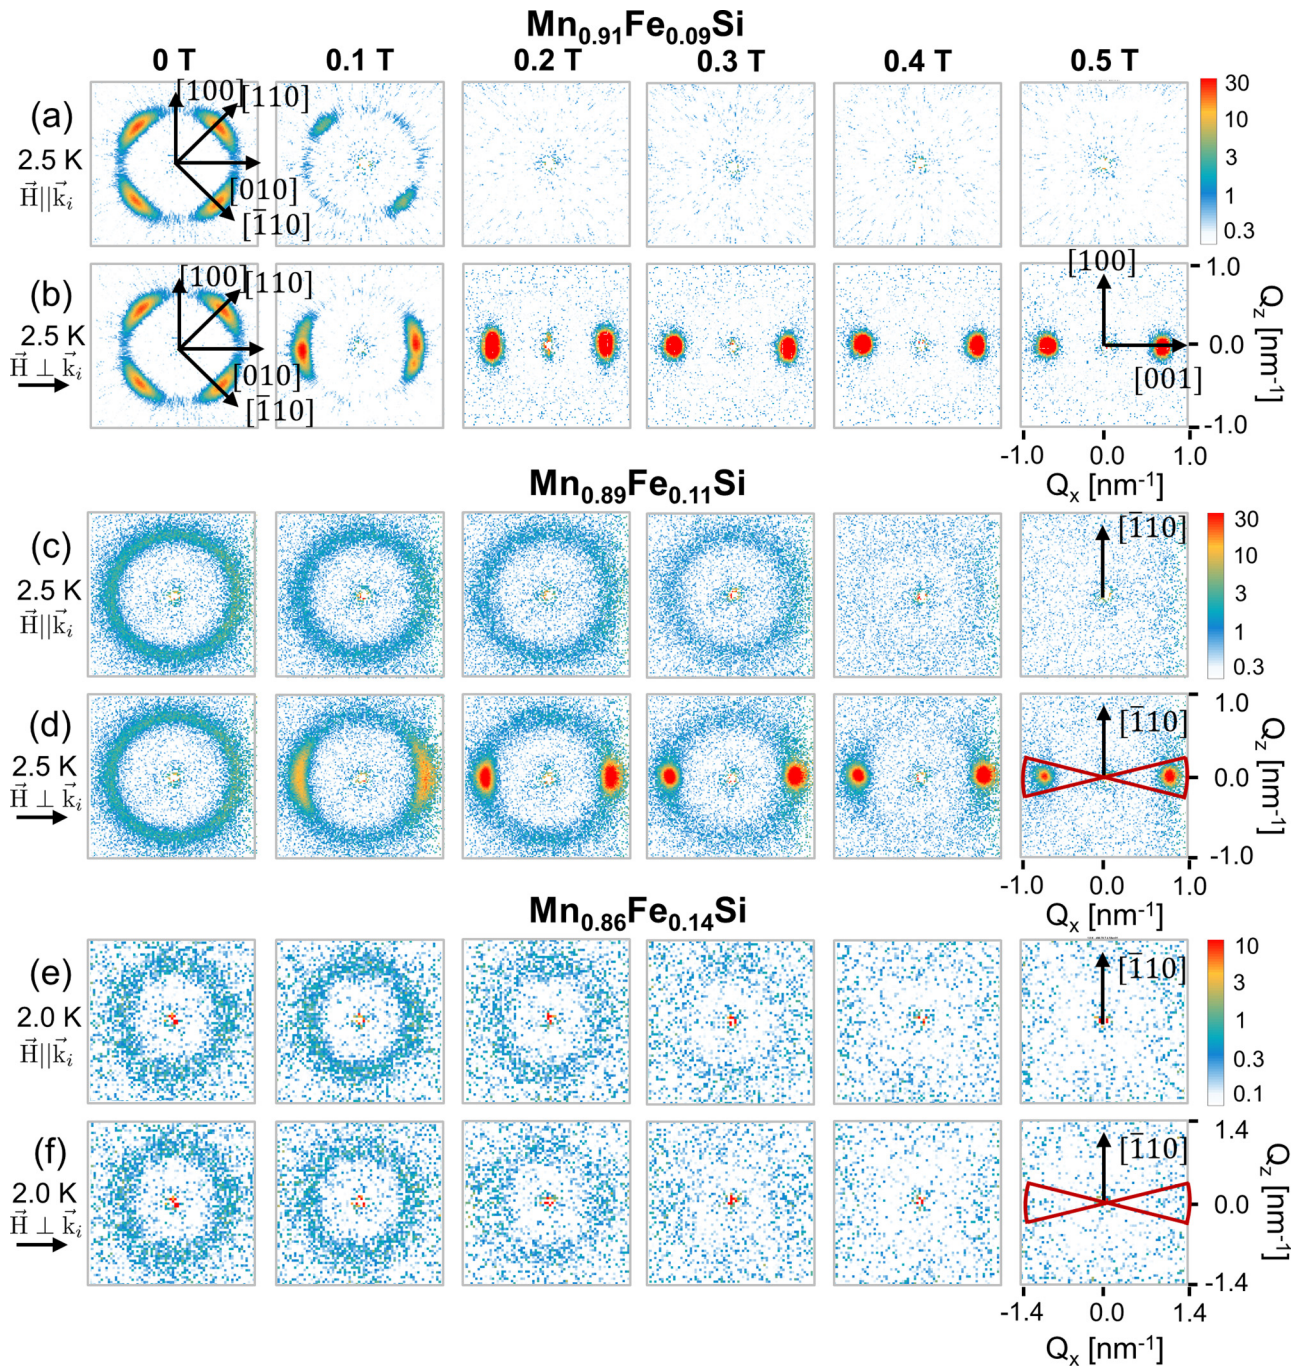 Mn0.91Fe0.09Si
0 T 0.1 T 0.2 T 0.3 T 0.4 T 0.5 T
(a)
2.5 K
H⃗||k⃗i
[100]
[110]
[010]
[1̅10]
30
10
3
1
0.3
(b)
2.5 K
H⃗ ⊥ k⃗i
[100]
[110]
[010]
[1̅10]
[100]
[001]
1.0
0.0
-1.0
Qz [nm-1]
-1.0 0.0 1.0
Qx [nm-1]
Mn0.89Fe0.11Si
(c)
2.5 K
H⃗||k⃗i
[1̅10]
30
10
3
1
0.3
(d)
2.5 K
H⃗ ⊥ k⃗i
[1̅10]
1.0
0.0
-1.0
Qz [nm-1]
-1.0 0.0 1.0
Qx [nm-1]
Mn0.86Fe0.14Si
(e)
2.0 K
H⃗||k⃗i
[1̅10]
10
3
1
0.3
0.1
(f)
2.0 K
H⃗ ⊥ k⃗i
[1̅10]
1.4
0.0
-1.4
Qz [nm-1]
-1.4 0.0 1.4
Qx [nm-1]